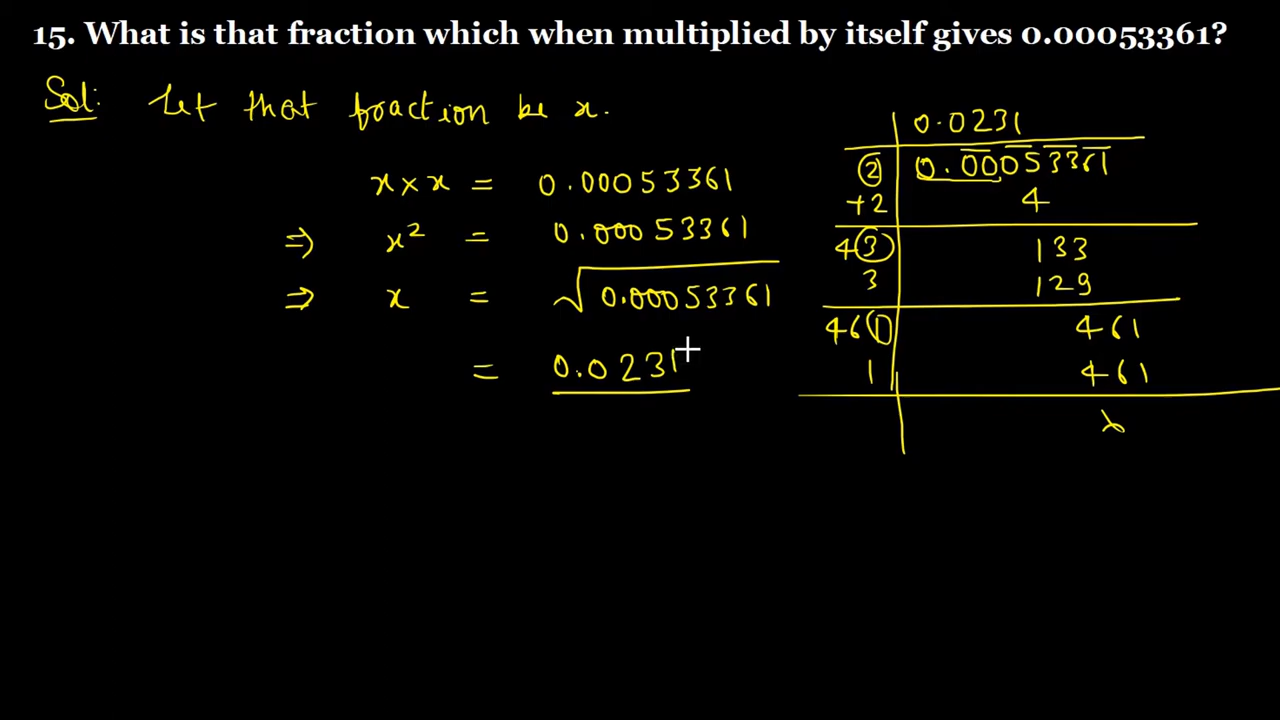 15. What is that fraction which when multiplied by itself gives 0.00053361?
Sol: Let that fraction be x.
x × x = 0.00053361
⇒ x² = 0.00053361
⇒ x = √0.00053361
= 0.0231
0.0231
2 0.00053361
+2 4
43 133
3 129
461 461
1 461
x